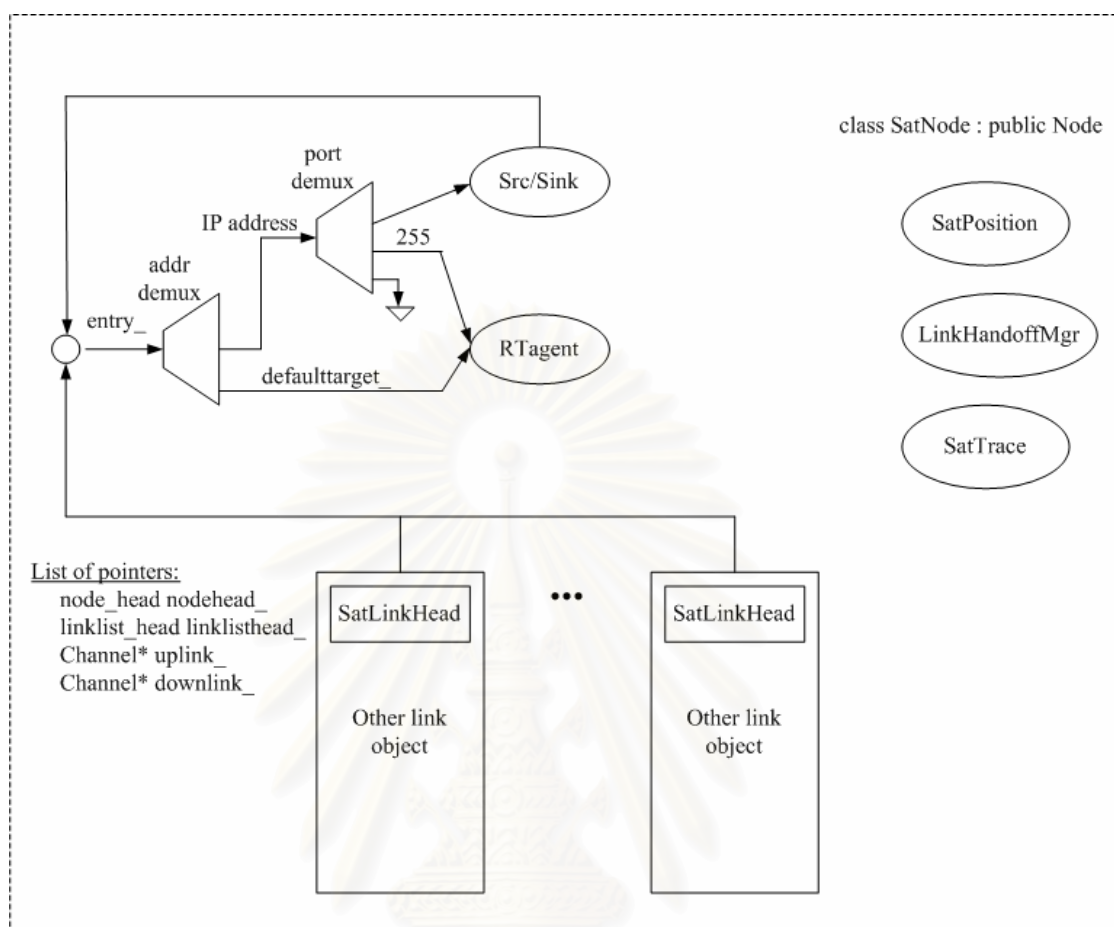 class SatNode : public Node
port
demux
Src/Sink
IP address
255
SatPosition
addr
demux
entry_
RTagent
LinkHandoffMgr
defaulttarget_
SatTrace
List of pointers:
node_head nodehead_
linklist_head linklisthead_
Channel* uplink_
Channel* downlink_
SatLinkHead
...
SatLinkHead
Other link
object
Other link
object